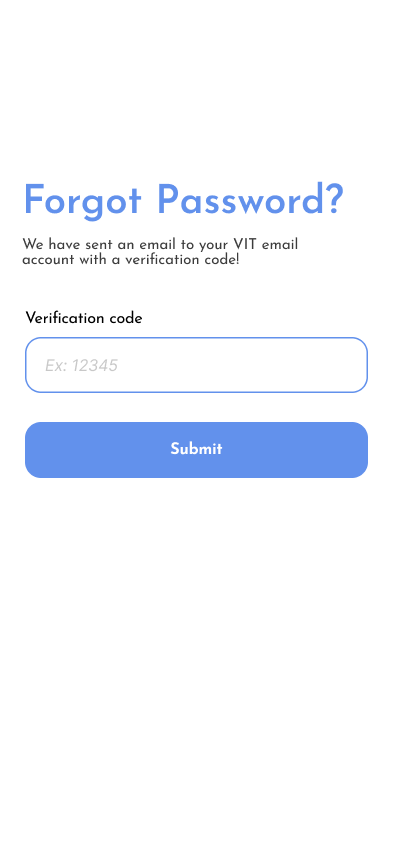 Forgot Password?
We have sent an email to your VIT email
account with a verification code!
Verification code
Ex: 12345
Submit